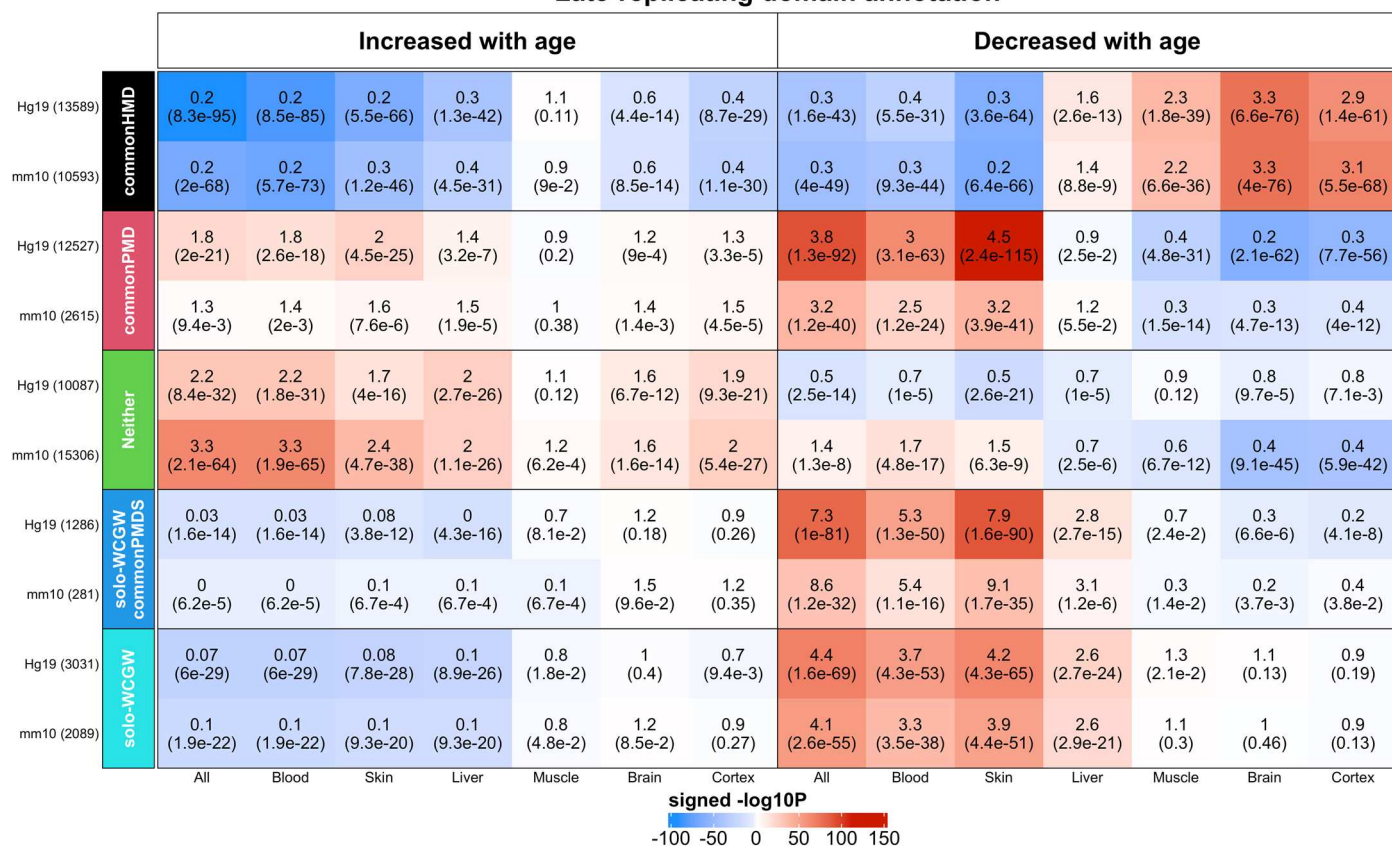 Late replicating domain annotation
Increased with age Decreased with age
commonHMD
Hg19 (13589) 0.2 0.2 0.2 0.3 1.1 0.6 0.4 0.3 0.4 0.3 1.6 2.3 3.3 2.9
(8.3e-95) (8.5e-85) (5.5e-66) (1.3e-42) (0.11) (4.4e-14) (8.7e-29) (1.6e-43) (5.5e-31) (3.6e-64) (2.6e-13) (1.8e-39) (6.6e-76) (1.4e-61)
mm10 (10593) 0.2 0.2 0.3 0.4 0.9 0.6 0.4 0.3 0.3 0.2 1.4 2.2 3.3 3.1
(2e-68) (5.7e-73) (1.2e-46) (4.5e-31) (9e-2) (8.5e-14) (1.1e-30) (4e-49) (9.3e-44) (6.4e-66) (8.8e-9) (6.6e-36) (4e-76) (5.5e-68)
commonPMD
Hg19 (12527) 1.8 1.8 2 1.4 0.9 1.2 1.3 3.8 3 4.5 0.9 0.4 0.2 0.3
(2e-21) (2.6e-18) (4.5e-25) (3.2e-7) (0.2) (9e-4) (3.3e-5) (1.3e-92) (3.1e-63) (2.4e-115) (2.5e-2) (4.8e-31) (2.1e-62) (7.7e-56)
mm10 (2615) 1.3 1.4 1.6 1.5 1 1.4 1.5 3.2 2.5 3.2 1.2 0.3 0.3 0.4
(9.4e-3) (2e-3) (7.6e-6) (1.9e-5) (0.38) (1.4e-3) (4.5e-5) (1.2e-40) (1.2e-24) (3.9e-41) (5.5e-2) (1.5e-14) (4.7e-13) (4e-12)
Neither
Hg19 (10087) 2.2 2.2 1.7 2 1.1 1.6 1.9 0.5 0.7 0.5 0.7 0.9 0.8 0.8
(8.4e-32) (1.8e-31) (4e-16) (2.7e-26) (0.12) (6.7e-12) (9.3e-21) (2.5e-14) (1e-5) (2.6e-21) (1e-5) (0.12) (9.7e-5) (7.1e-3)
mm10 (15306) 3.3 3.3 2.4 2 1.2 1.6 2 1.4 1.7 1.5 0.7 0.6 0.4 0.4
(2.1e-64) (1.9e-65) (4.7e-38) (1.1e-26) (6.2e-4) (1.6e-14) (5.4e-27) (1.3e-8) (4.8e-17) (6.3e-9) (2.5e-6) (6.7e-12) (9.1e-45) (5.9e-42)
solo-WCGW
commonPMDS
Hg19 (1286) 0.03 0.03 0.08 0 0.7 1.2 0.9 7.3 5.3 7.9 2.8 0.7 0.3 0.2
(1.6e-14) (1.6e-14) (3.8e-12) (4.3e-16) (8.1e-2) (0.18) (0.26) (1e-81) (1.3e-50) (1.6e-90) (2.7e-15) (2.4e-2) (6.6e-6) (4.1e-8)
mm10 (281) 0 0 0.1 0.1 0.1 1.5 1.2 8.6 5.4 9.1 3.1 0.3 0.2 0.4
(6.2e-5) (6.2e-5) (6.7e-4) (6.7e-4) (6.7e-4) (9.6e-2) (0.35) (1.2e-32) (1.1e-16) (1.7e-35) (1.2e-6) (1.4e-2) (3.7e-3) (3.8e-2)
solo-WCGW
Hg19 (3031) 0.07 0.07 0.08 0.1 0.8 1 0.7 4.4 3.7 4.2 2.6 1.3 1.1 0.9
(6e-29) (6e-29) (7.8e-28) (8.9e-26) (1.8e-2) (0.4) (9.4e-3) (1.6e-69) (4.3e-53) (4.3e-65) (2.7e-24) (2.1e-2) (0.13) (0.19)
mm10 (2089) 0.1 0.1 0.1 0.1 0.8 1.2 0.9 4.1 3.3 3.9 2.6 1.1 1 0.9
(1.9e-22) (1.9e-22) (9.3e-20) (9.3e-20) (4.8e-2) (8.5e-2) (0.27) (2.6e-55) (3.5e-38) (4.4e-51) (2.9e-21) (0.3) (0.46) (0.13)
All Blood Skin Liver Muscle Brain Cortex All Blood Skin Liver Muscle Brain Cortex
signed -log10P
-100 -50 0 50 100 150